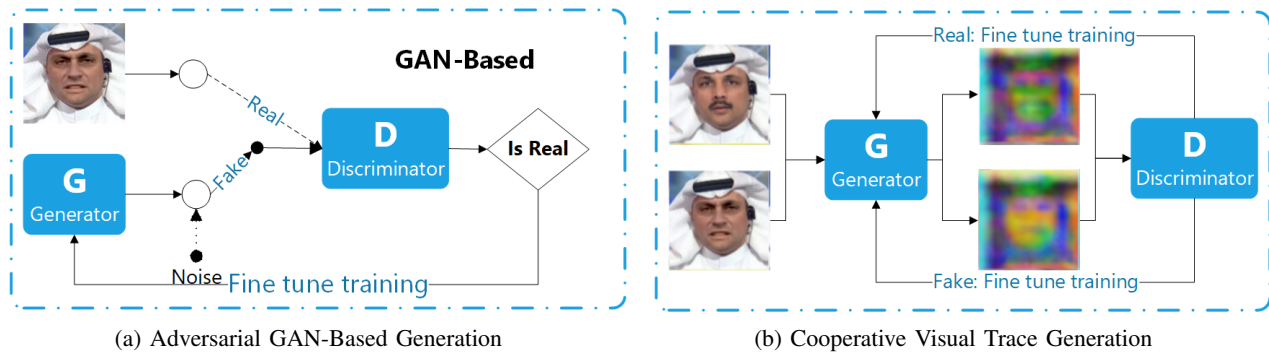 GAN-Based
Real
Fake
G
Generator
D
Discriminator
Is Real
Noise
Fine tune training
(a) Adversarial GAN-Based Generation
Real: Fine tune training
G
Generator
D
Discriminator
Fake: Fine tune training
(b) Cooperative Visual Trace Generation